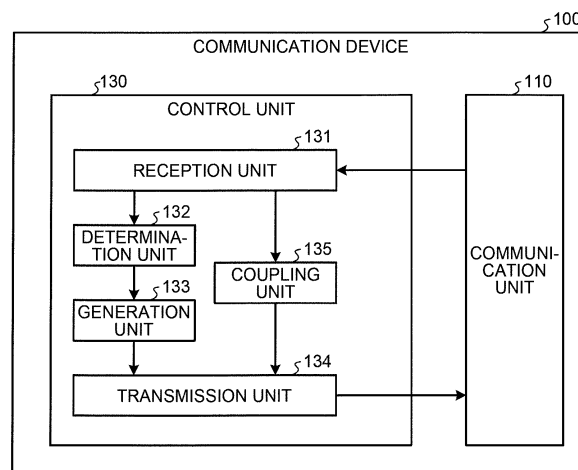 100
COMMUNICATION DEVICE
130
110
CONTROL UNIT
131
RECEPTION UNIT
132
DETERMINA-
TION UNIT
135
COUPLING
UNIT
COMMUNI-
CATION
UNIT
133
GENERATION
UNIT
134
TRANSMISSION UNIT